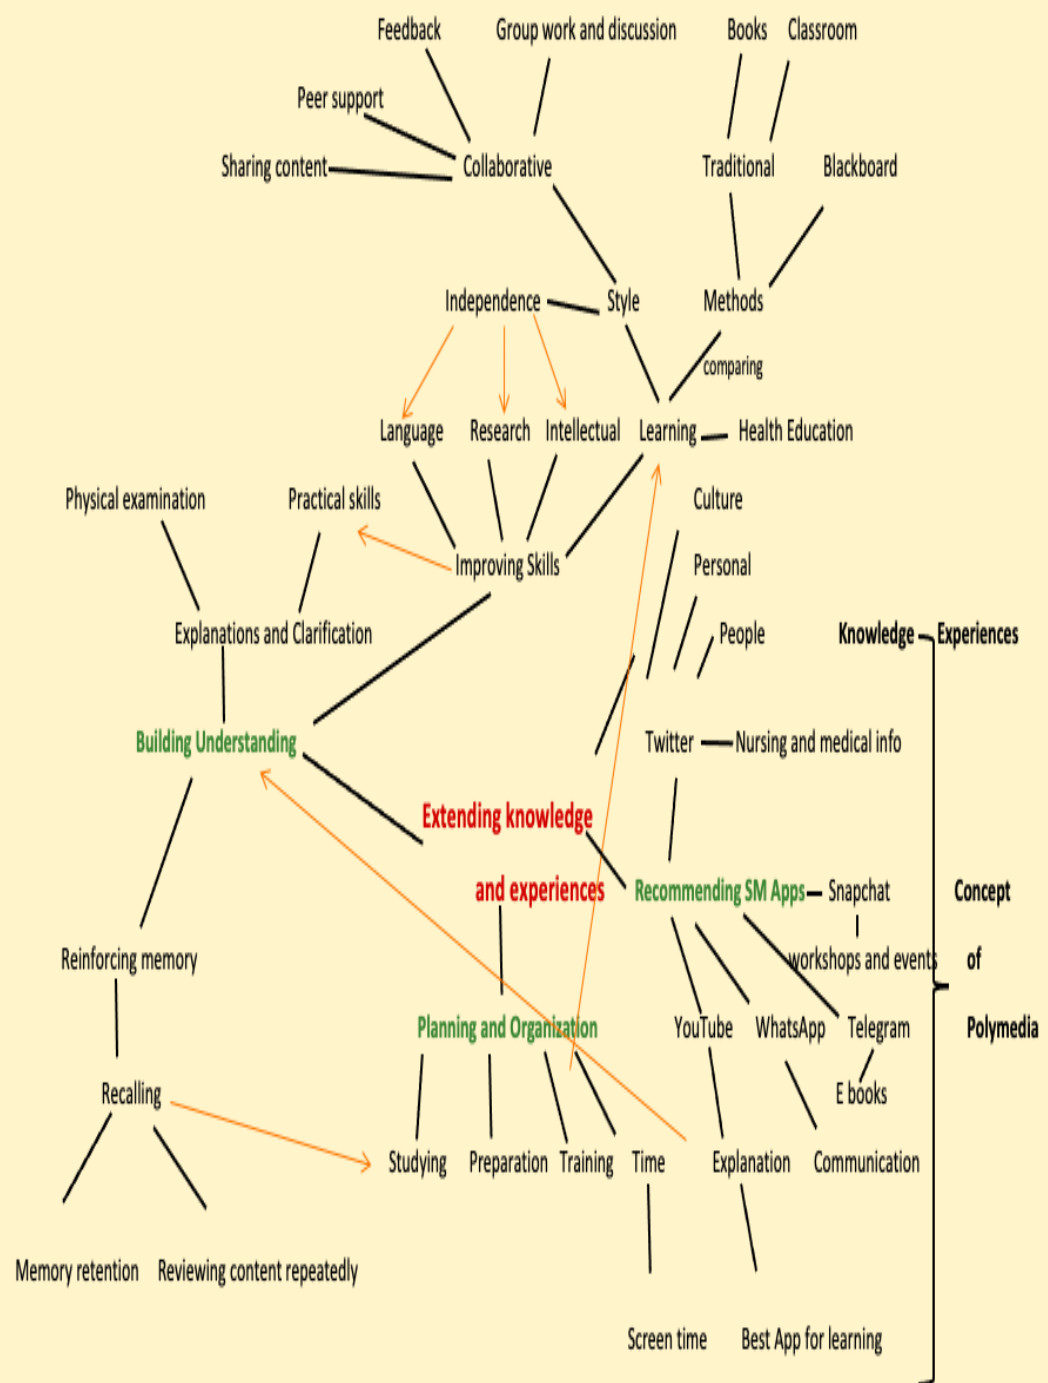 Feedback
Group work and discussion
Books
Classroom
Peer support
Sharing content
Collaborative
Traditional
Blackboard
Independence
Style
Methods
comparing
Language
Research
Intellectual
Learning
Health Education
Physical examination
Practical skills
Culture
Improving Skills
Personal
Explanations and Clarification
People
Knowledge
Experiences
Building Understanding
Twitter
Nursing and medical info
Extending knowledge
and experiences
Recommending SM Apps
Snapchat
Concept
Reinforcing memory
workshops and events
of
Planning and Organization
YouTube
WhatsApp
Telegram
Polymedia
Recalling
E books
Studying
Preparation
Training
Time
Explanation
Communication
Memory retention
Reviewing content repeatedly
Screen time
Best App for learning